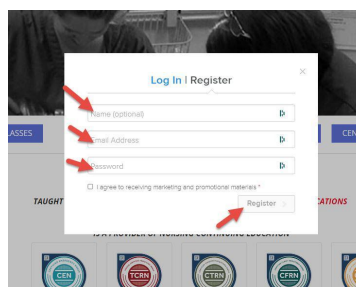 Log In | Register
×
Name (optional)
Email Address
Password
I agree to receiving marketing and promotional materials *
Register >
LASSES
CEN
TAUGHT
CATIONS
IS A PROVIDER OF NURSING CONTINUING EDUCATION
CEN
TCRN
CTRN
CFRN